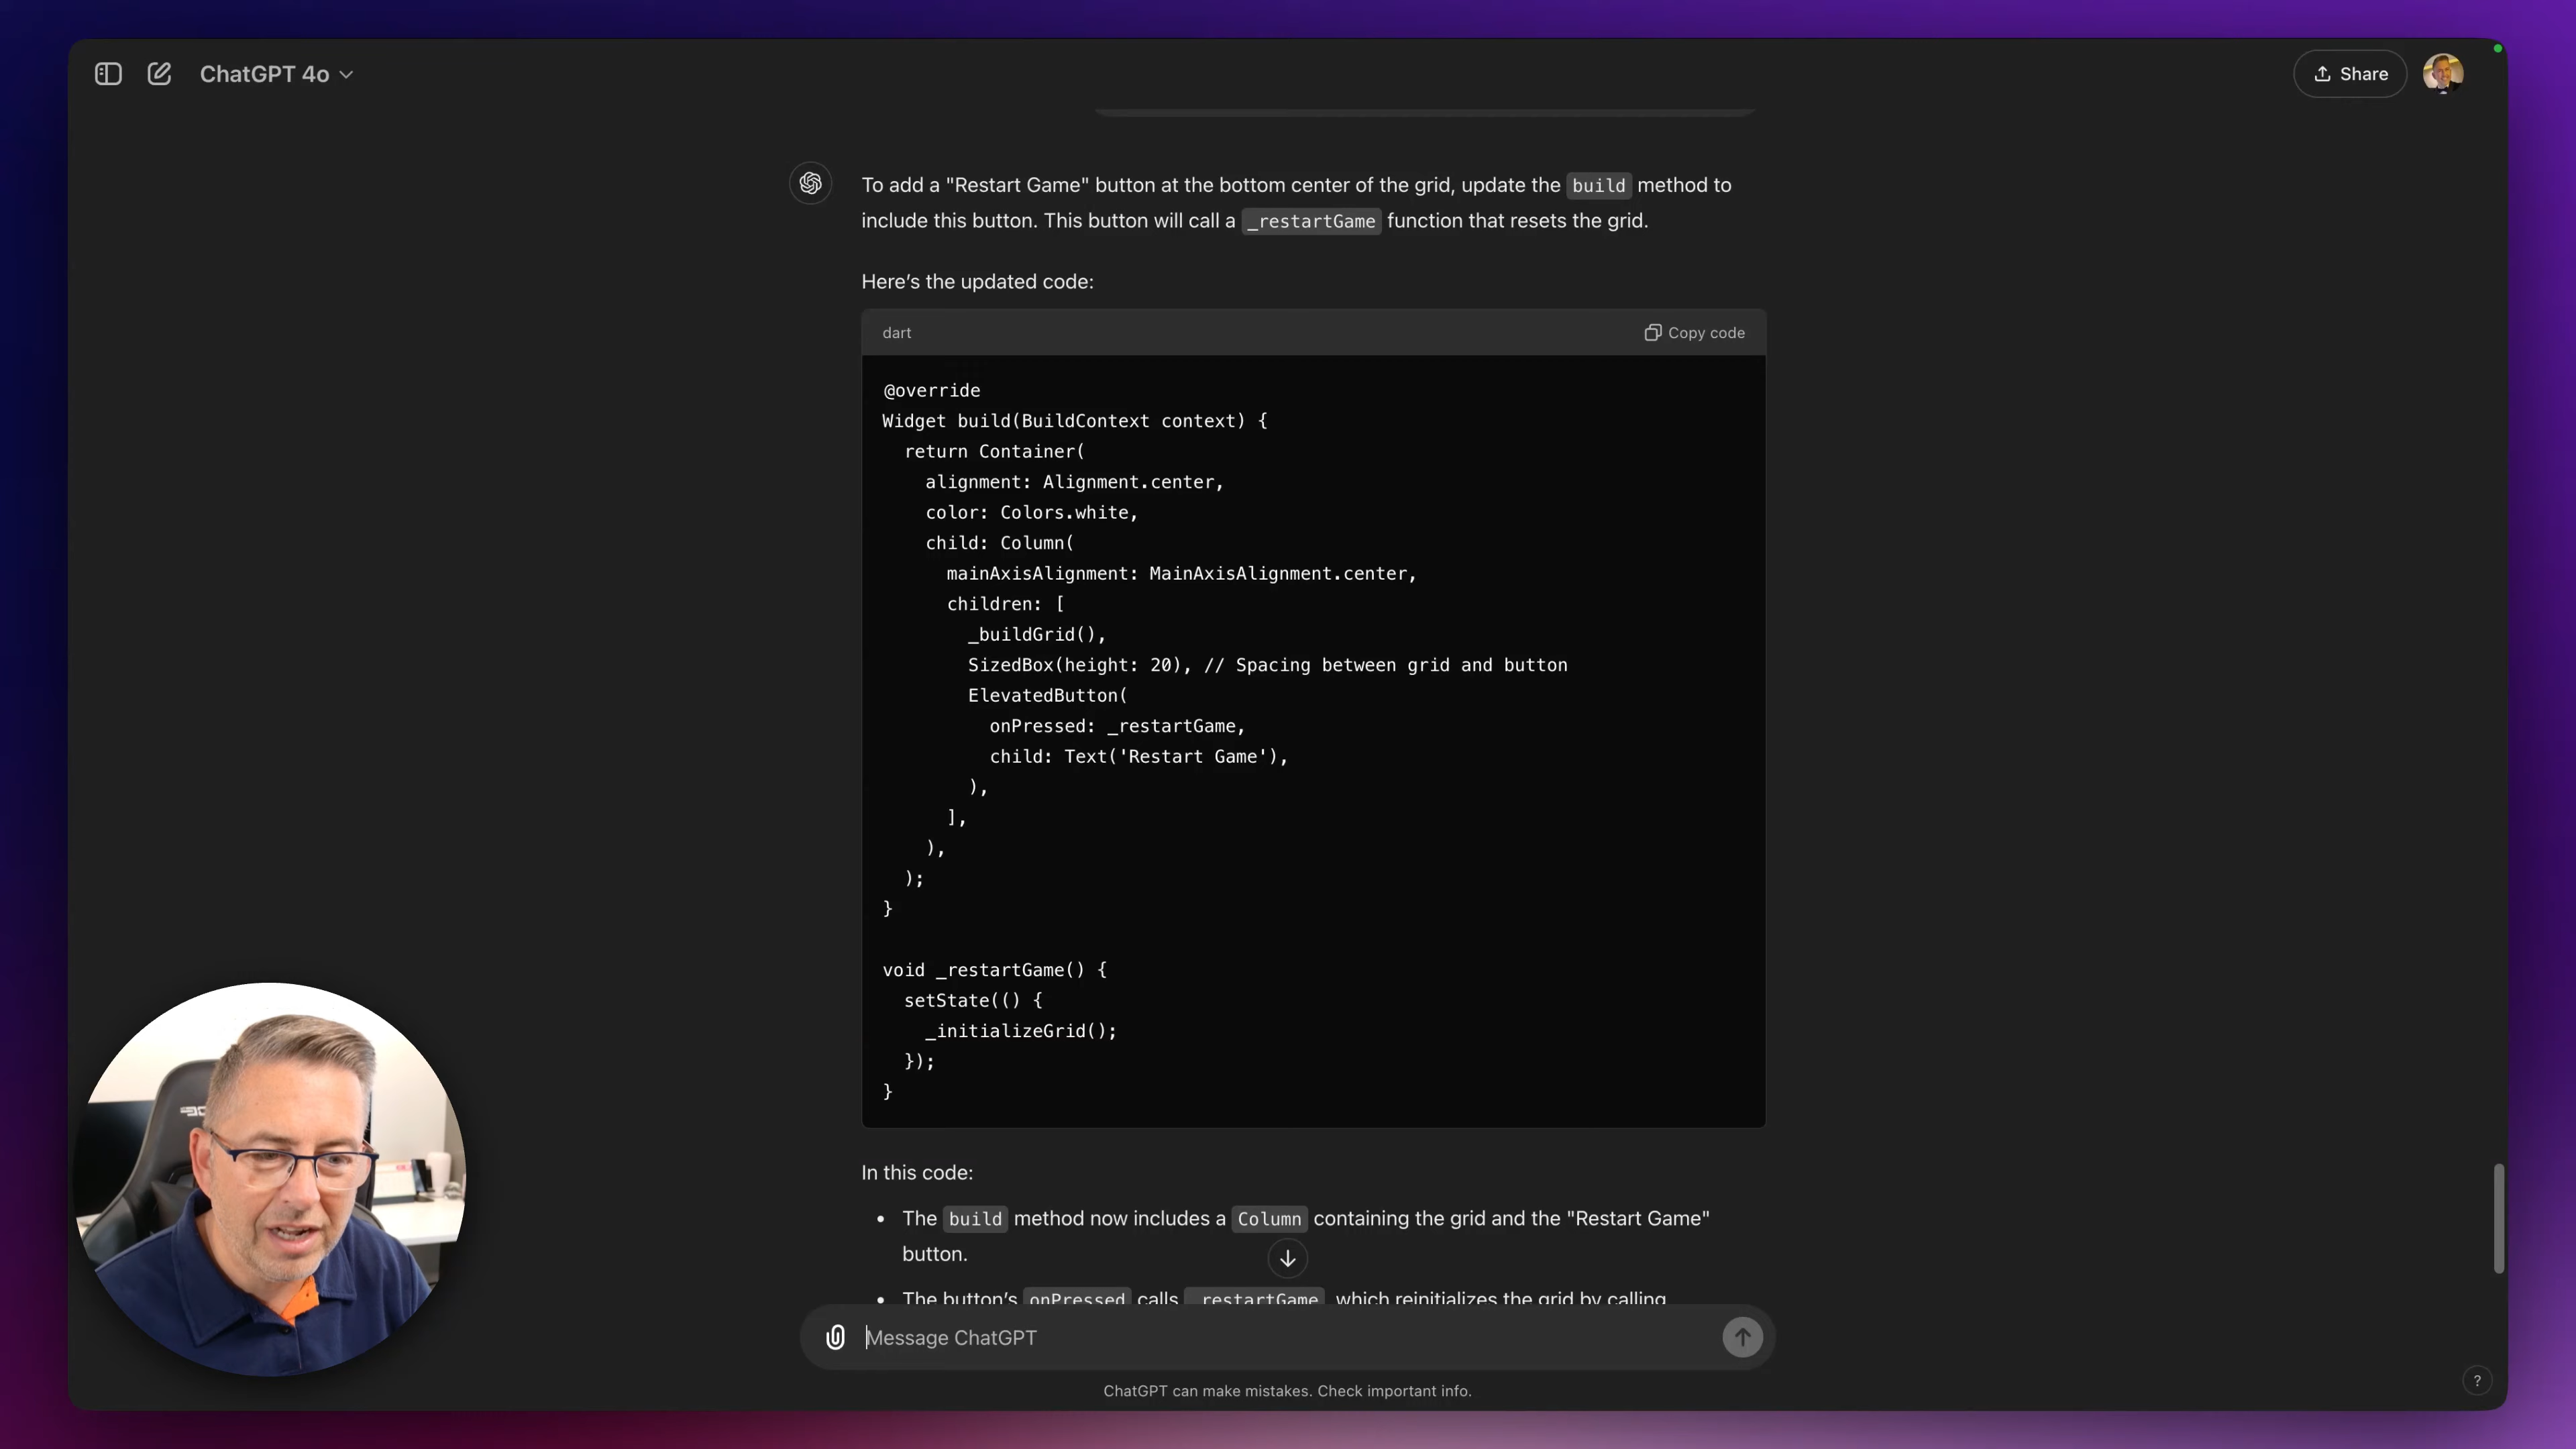 ChatGPT 4o
Share
To add a "Restart Game" button at the bottom center of the grid, update the build method to
include this button. This button will call a _restartGame function that resets the grid.
Here’s the updated code:
dart
Copy code
@override
Widget build(BuildContext context) {
  return Container(
    alignment: Alignment.center,
    color: Colors.white,
    child: Column(
      mainAxisAlignment: MainAxisAlignment.center,
      children: [
        _buildGrid(),
        SizedBox(height: 20), // Spacing between grid and button
        ElevatedButton(
          onPressed: _restartGame,
          child: Text('Restart Game'),
        ),
      ],
    ),
  );
}
void _restartGame() {
  setState(() {
    _initializeGrid();
  });
}
In this code:
• The build method now includes a Column containing the grid and the "Restart Game"
button.
• The button’s onPressed calls _restartGame, which reinitializes the grid by calling
Message ChatGPT
ChatGPT can make mistakes. Check important info.
?